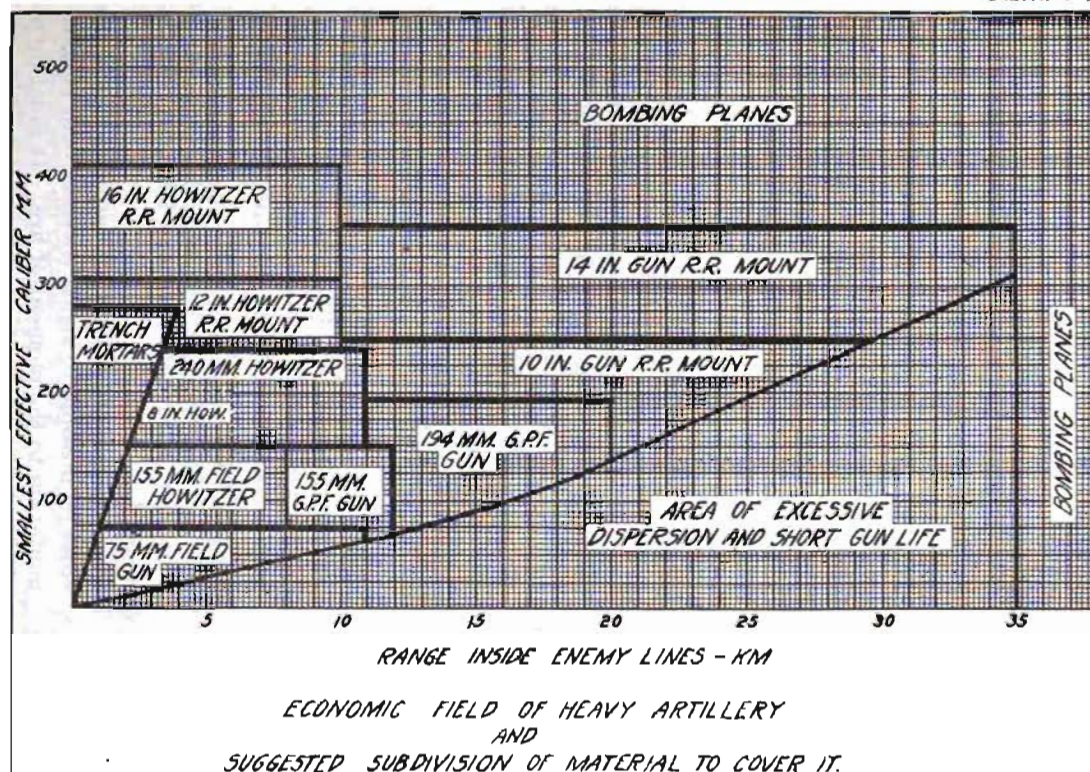 500
BOMBING PLANES
SMALLEST EFFECTIVE CALIBER M.M.
400
16 IN. HOWITZER
R.R. MOUNT
14 IN. GUN R.R. MOUNT
300
12 IN. HOWITZER
R.R. MOUNT
TRENCH
MORTARS
240 MM. HOWITZER
10 IN. GUN R.R. MOUNT
200
8 IN. HOW.
194 MM. G.P.F.
GUN
155 MM. FIELD
HOWITZER
155 MM.
G.P.F. GUN
100
AREA OF EXCESSIVE
DISPERSION AND SHORT GUN LIFE
75 MM. FIELD
GUN
BOMBING PLANES
5 10 15 20 25 30 35
RANGE INSIDE ENEMY LINES - KM
ECONOMIC FIELD OF HEAVY ARTILLERY
AND
SUGGESTED SUBDIVISION OF MATERIAL TO COVER IT.